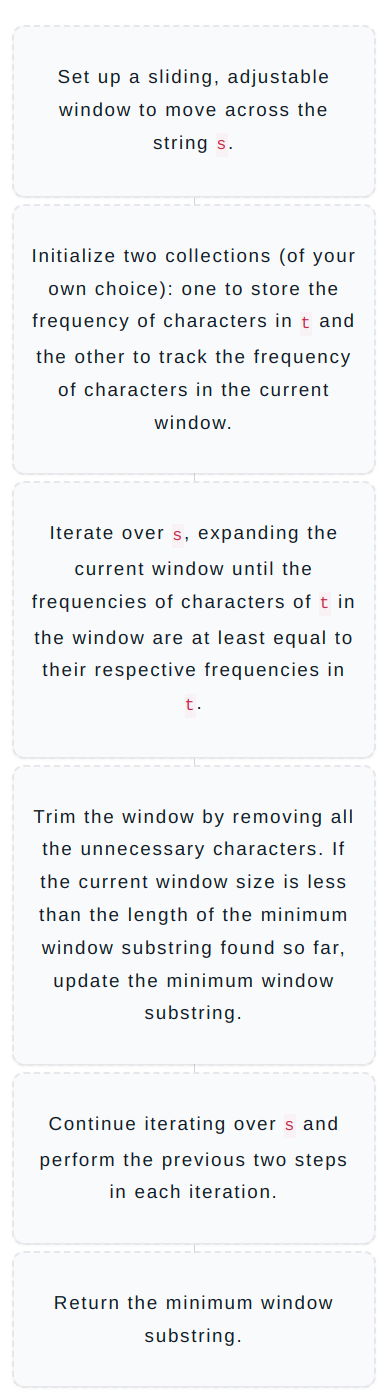 Set up a sliding, adjustable
window to move across the
string s.
Initialize two collections (of your
own choice): one to store the
frequency of characters in t and
the other to track the frequency
of characters in the current
window.
Iterate over s, expanding the
current window until the
frequencies of characters of t in
the window are at least equal to
their respective frequencies in
t.
Trim the window by removing all
the unnecessary characters. If
the current window size is less
than the length of the minimum
window substring found so far,
update the minimum window
substring.
Continue iterating over s and
perform the previous two steps
in each iteration.
Return the minimum window
substring.